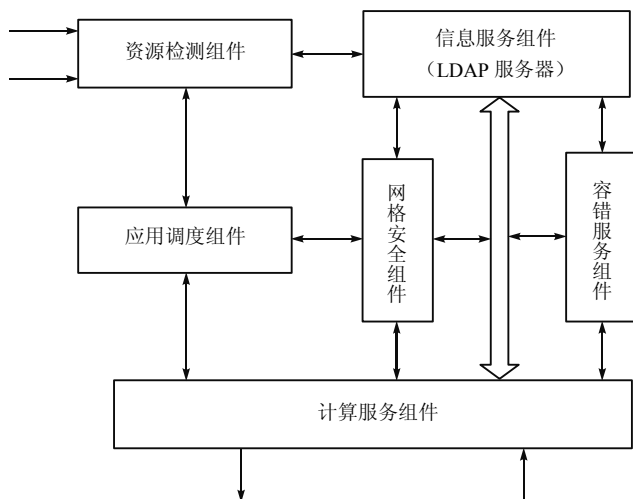 资源检测组件
信息服务组件
（LDAP 服务器）
应用调度组件
网格安全组件
容错服务组件
计算服务组件